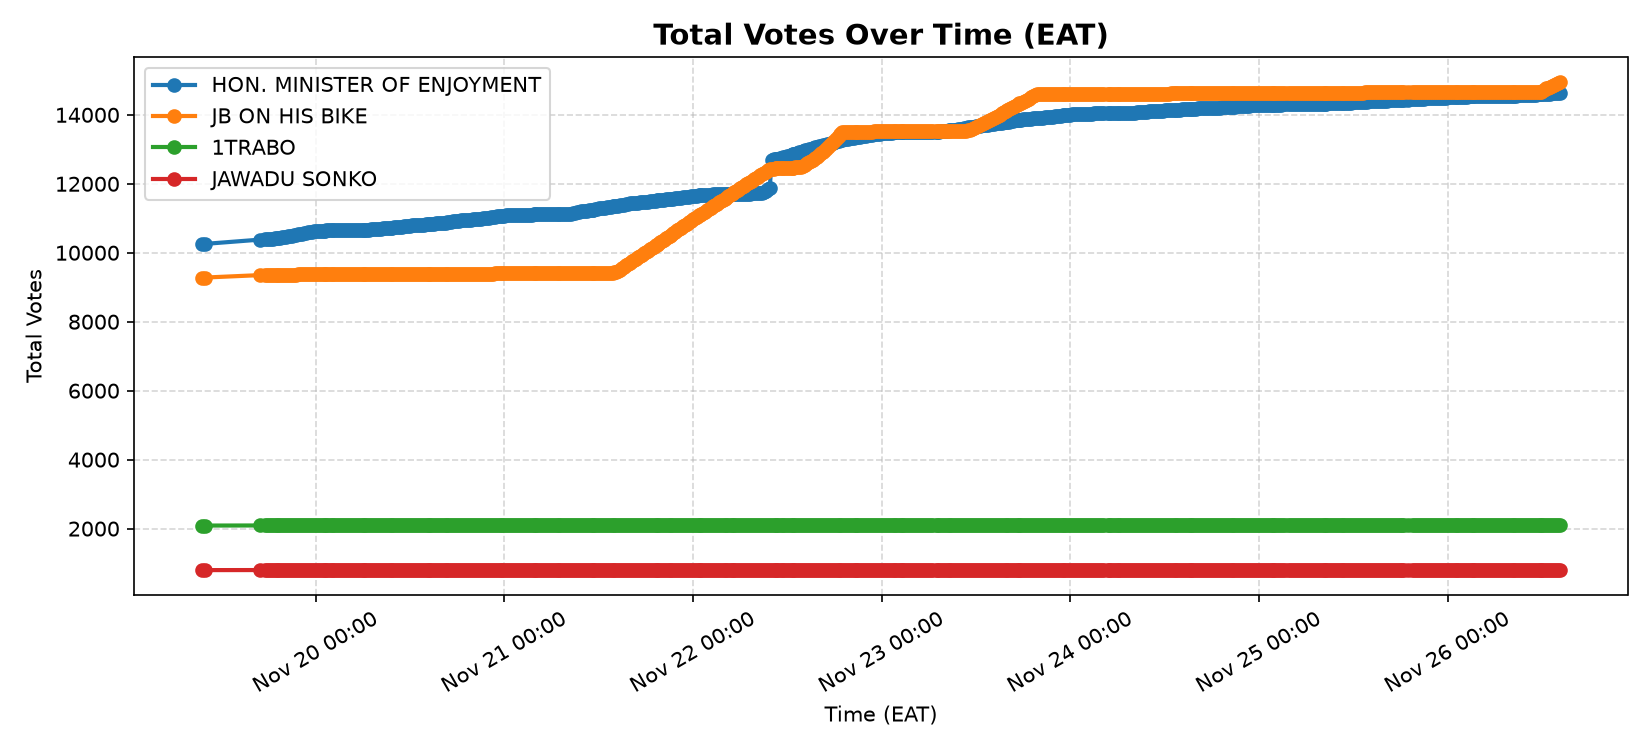 Total Votes Over Time (EAT)
HON. MINISTER OF ENJOYMENT
JB ON HIS BIKE
1TRABO
JAWADU SONKO
Total Votes
14000
12000
10000
8000
6000
4000
2000
Nov 20 00:00
Nov 21 00:00
Nov 22 00:00
Nov 23 00:00
Nov 24 00:00
Nov 25 00:00
Nov 26 00:00
Time (EAT)